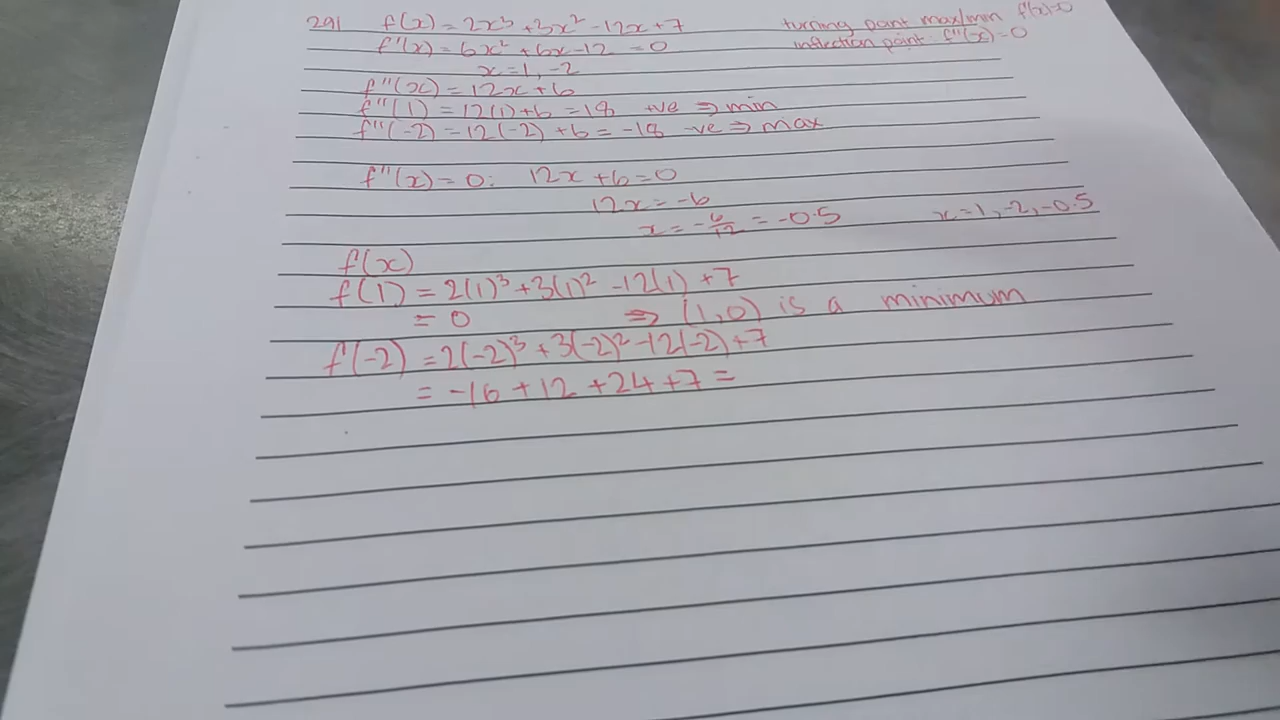 291 f(x) = 2x³ + 3x² - 12x + 7 turning point max/min f'(x)=0
f'(x) = 6x² + 6x - 12 = 0 inflection point: f''(x) = 0
x = 1, -2
f''(x) = 12x + 6
f''(1) = 12(1) + 6 = 18 +ve ⇒ min
f''(-2) = 12(-2) + 6 = -18 -ve ⇒ max
f''(x) = 0: 12x + 6 = 0
12x = -6
x = -6/12 = -0.5 x = 1, -2, -0.5
f(x)
f(1) = 2(1)³ + 3(1)² - 12(1) + 7
= 0 ⇒ (1,0) is a minimum
f(-2) = 2(-2)³ + 3(-2)² - 12(-2) + 7
= -16 + 12 + 24 + 7 =